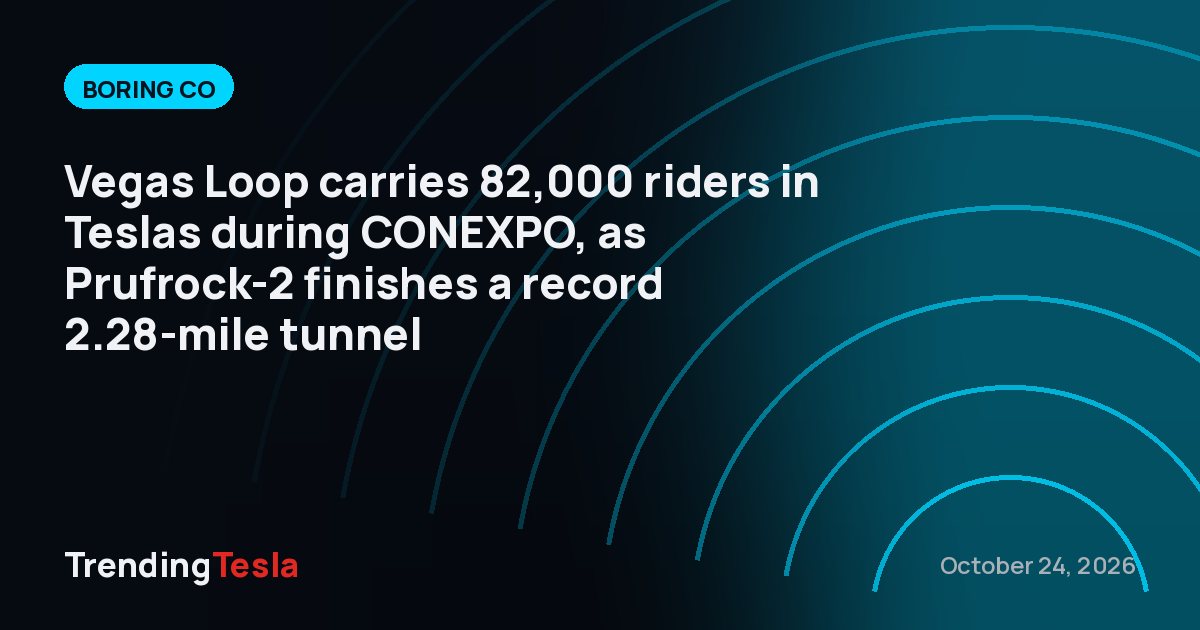 BORING CO
Vegas Loop carries 82,000 riders in
Teslas during CONEXPO, as
Prufrock-2 finishes a record
2.28-mile tunnel
TrendingTesla
October 24, 2026